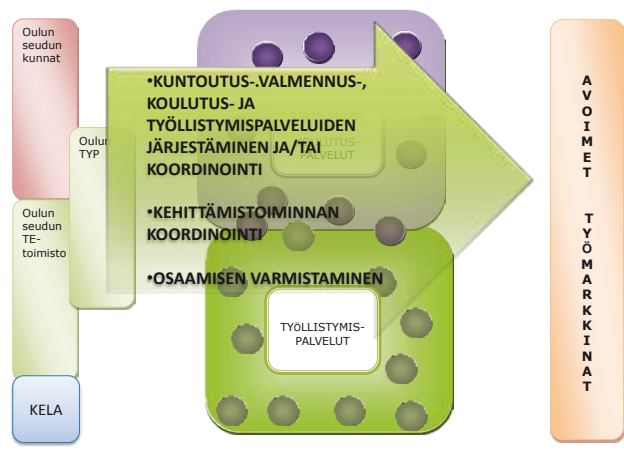 Oulun
seudun
kunnat
Oulun
TYP
Oulun
seudun
TE-
toimisto
KELA
•KUNTOUTUS-.VALMENNUS-,
KOULUTUS- JA
TYÖLLISTYMISPALVELUIDEN
JÄRJESTÄMINEN JA/TAI
KOORDINOINTI
•KEHITTÄMISTOIMINNAN
KOORDINOINTI
•OSAAMISEN VARMISTAMINEN
PALVELUT
TYÖLLISTYMIS-
PALVELUT
AVOIMET
TYÖMARKKINAT